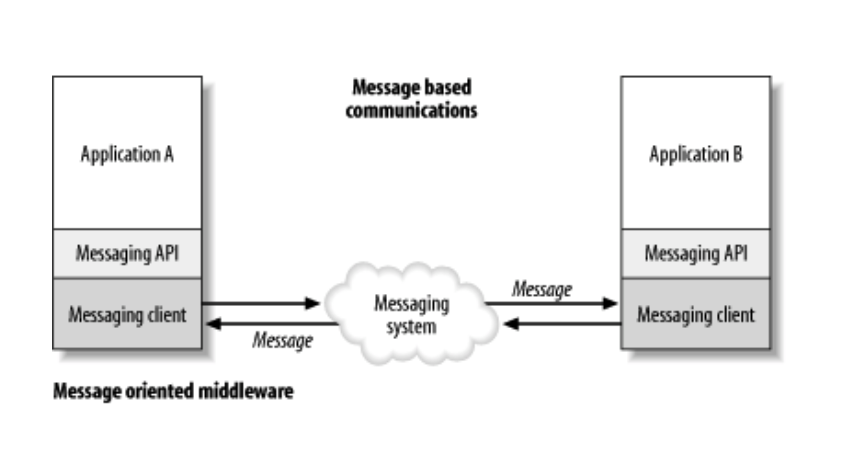 Message based
communications
Application A
Application B
Messaging API
Messaging API
Messaging client
Messaging
system
Message
Messaging client
Message
Message oriented middleware